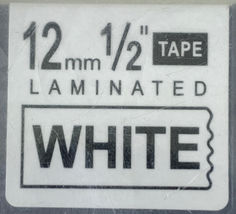 12mm 1/2" TAPE
LAMINATED
WHITE